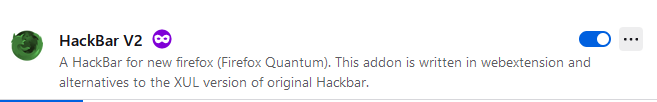 HackBar V2
A HackBar for new firefox (Firefox Quantum). This addon is written in webextension and
alternatives to the XUL version of original Hackbar.